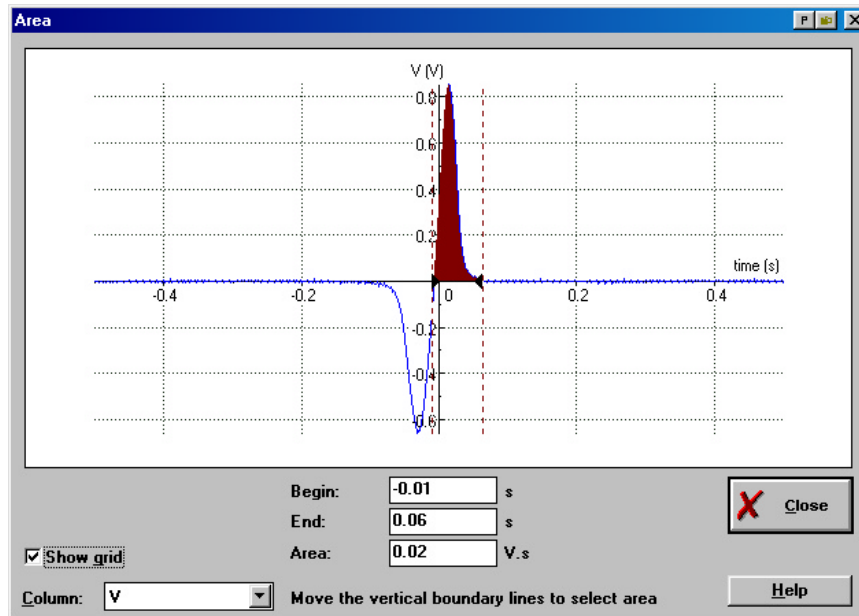 Area
P
V (V)
0.8
0.6
0.4
0.2
time (s)
-0.4 -0.2 0.0 0.2 0.4
-0.2
-0.4
-0.6
Begin: -0.01 s
End: 0.06 s
Close
Area: 0.02 V.s
Show grid
Column: V
Move the vertical boundary lines to select area
Help